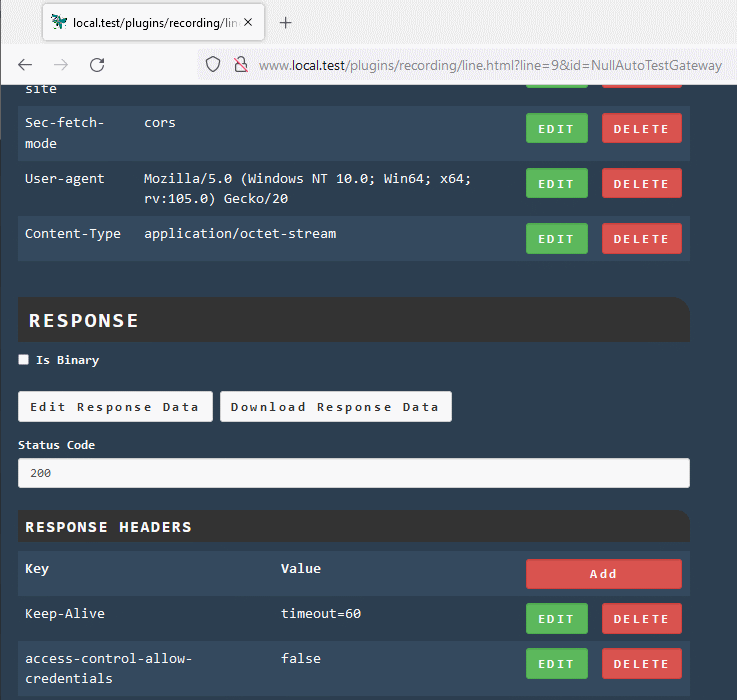 local.test/plugins/recording/lin
www.local.test/plugins/recording/line.html?line=9&id=NullAutoTestGateway
site
Sec-fetch-mode cors EDIT DELETE
User-agent Mozilla/5.0 (Windows NT 10.0; Win64; x64; rv:105.0) Gecko/20 EDIT DELETE
Content-Type application/octet-stream EDIT DELETE
RESPONSE
Is Binary
Edit Response Data Download Response Data
Status Code
200
RESPONSE HEADERS
Key Value Add
Keep-Alive timeout=60 EDIT DELETE
access-control-allow-credentials false EDIT DELETE